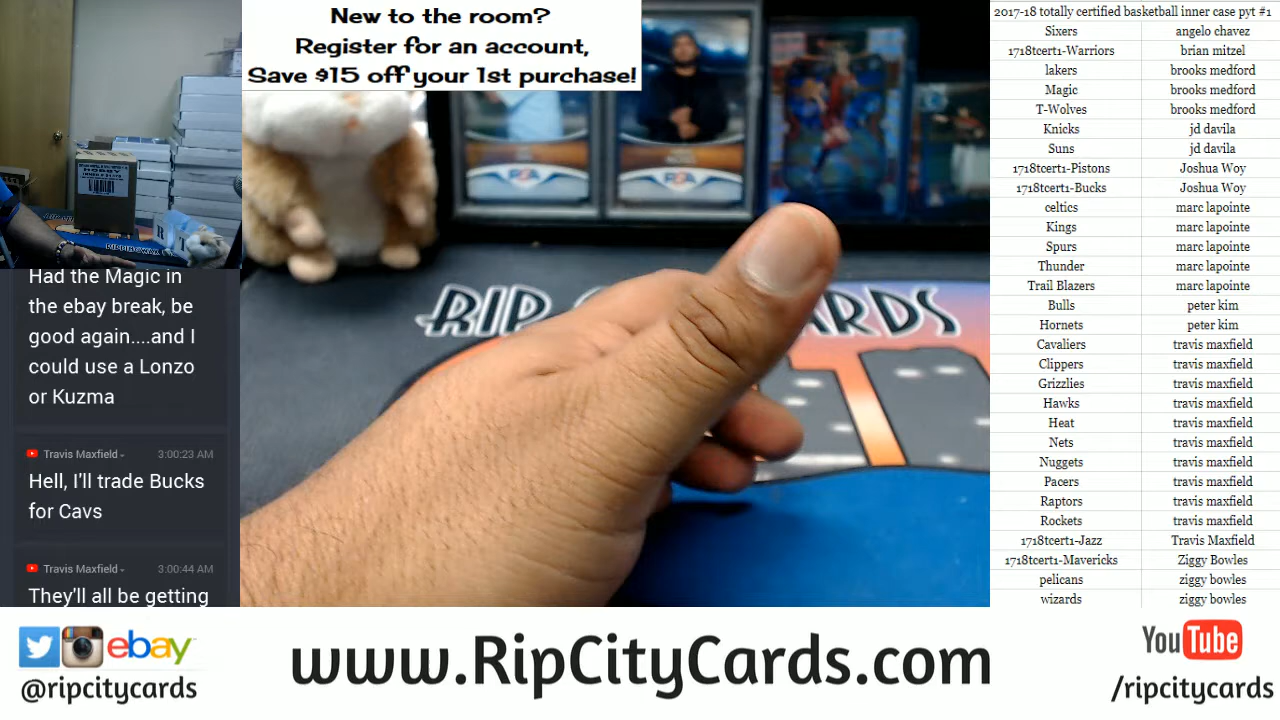 New to the room?
Register for an account,
Save $15 off your 1st purchase!
Had the Magic in
the ebay break, be
good again....and I
could use a Lonzo
or Kuzma
Travis Maxfield 3:00:23 AM
Hell, I'll trade Bucks
for Cavs
Travis Maxfield 3:00:44 AM
They'll all be getting
RIP CARDS
2017-18 totally certified basketball inner case pyt #1
Sixers angelo chavez
1718tcert1-Warriors brian mitzel
lakers brooks medford
Magic brooks medford
T-Wolves brooks medford
Knicks jd davila
Suns jd davila
1718tcert1-Pistons Joshua Woy
1718tcert1-Bucks Joshua Woy
celtics marc lapointe
Kings marc lapointe
Spurs marc lapointe
Thunder marc lapointe
Trail Blazers marc lapointe
Bulls peter kim
Hornets peter kim
Cavaliers travis maxfield
Clippers travis maxfield
Grizzlies travis maxfield
Hawks travis maxfield
Heat travis maxfield
Nets travis maxfield
Nuggets travis maxfield
Pacers travis maxfield
Raptors travis maxfield
Rockets travis maxfield
1718tcert1-Jazz Travis Maxfield
1718tcert1-Mavericks Ziggy Bowles
pelicans ziggy bowles
wizards ziggy bowles
ebay
@ripcitycards
www.RipCityCards.com
YouTube
/ripcitycards